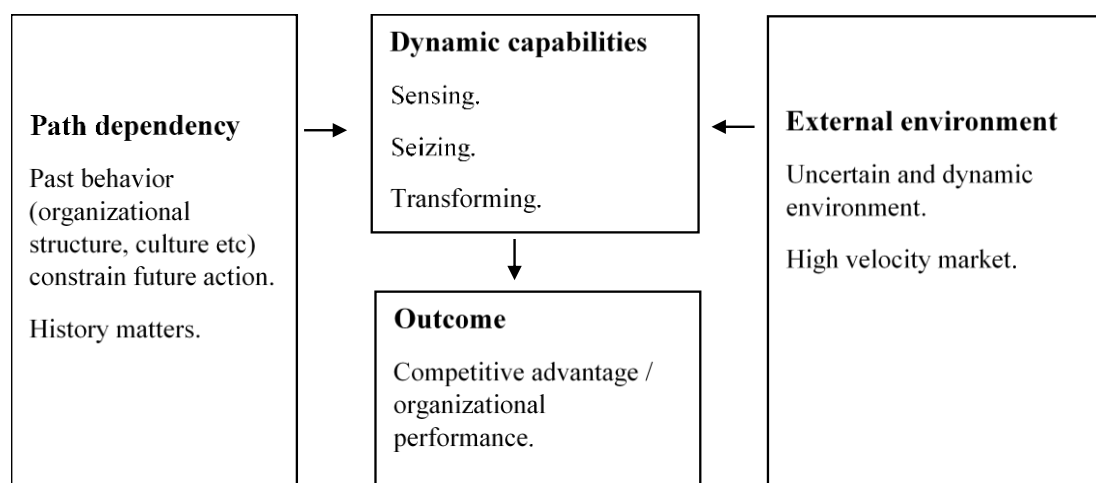 Path dependency
Past behavior
(organizational
structure, culture etc)
constrain future action.
History matters.
Dynamic capabilities
Sensing.
Seizing.
Transforming.
Outcome
Competitive advantage /
organizational
performance.
External environment
Uncertain and dynamic
environment.
High velocity market.